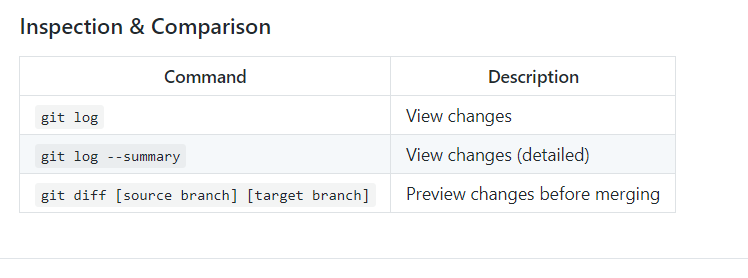 Inspection & Comparison
Command Description
git log View changes
git log --summary View changes (detailed)
git diff [source branch] [target branch] Preview changes before merging